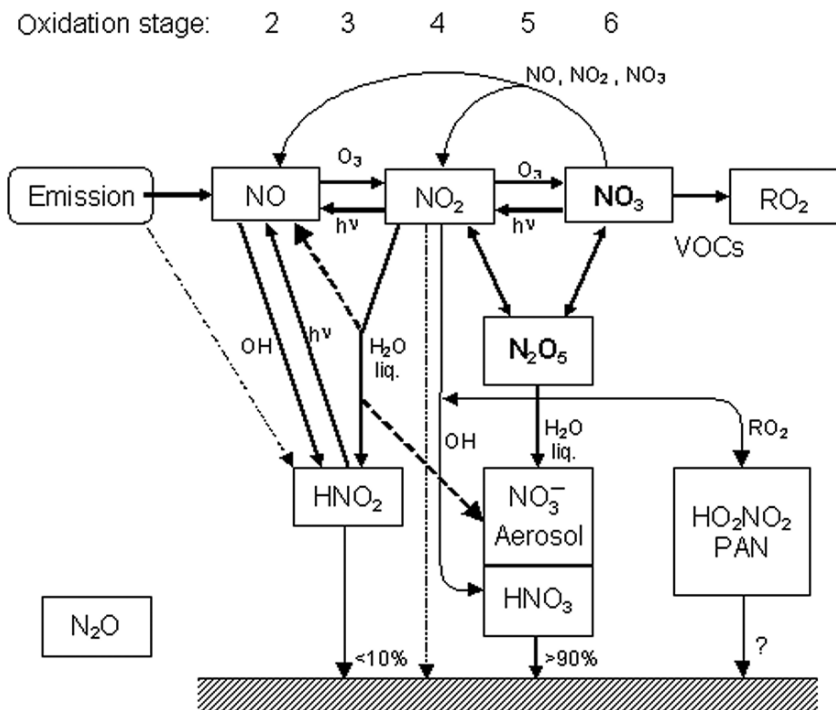 Oxidation stage: 2 3 4 5 6
NO, NO₂ , NO₃
O₃
O₃
Emission
NO
NO₂
NO₃
RO₂
hν
hν
VOCs
OH
hν
H₂O
liq.
N₂O₅
OH
H₂O
liq.
RO₂
HNO₂
NO₃⁻
Aerosol
HO₂NO₂
PAN
HNO₃
N₂O
<10%
>90%
?